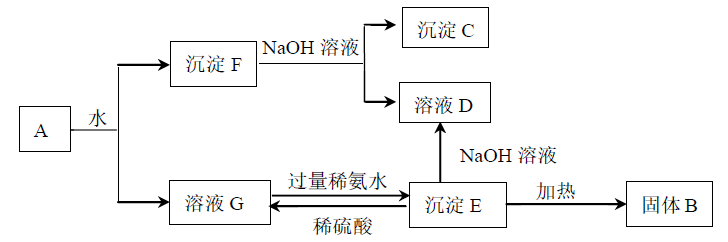 沉淀 C
沉淀 F
NaOH 溶液
溶液 D
A
水
NaOH 溶液
过量稀氨水
加热
溶液 G
沉淀 E
固体 B
稀硫酸